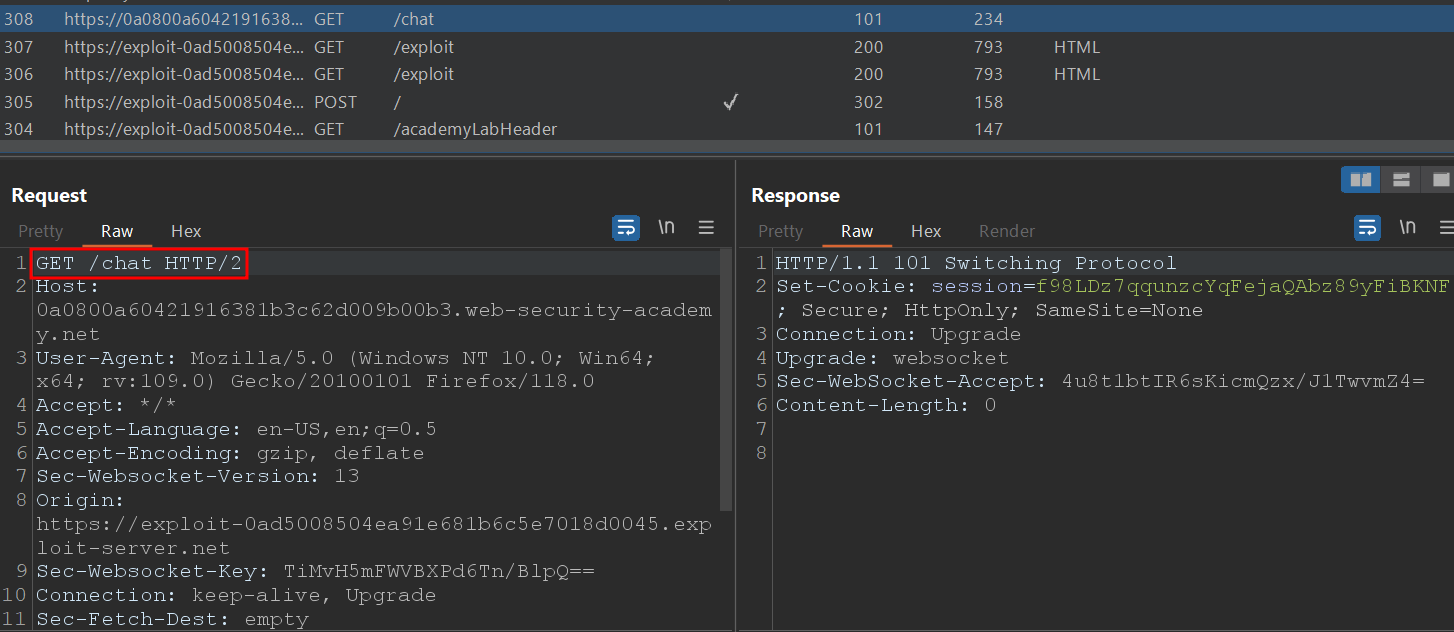 308 https://0a0800a6042191638... GET /chat 101 234
307 https://exploit-0ad5008504e... GET /exploit 200 793 HTML
306 https://exploit-0ad5008504e... GET /exploit 200 793 HTML
305 https://exploit-0ad5008504e... POST / ✓ 302 158
304 https://exploit-0ad5008504e... GET /academyLabHeader 101 147
Request
Pretty Raw Hex \n
1 GET /chat HTTP/2
2 Host:
0a0800a60421916381b3c62d009b00b3.web-security-academ
y.net
3 User-Agent: Mozilla/5.0 (Windows NT 10.0; Win64;
x64; rv:109.0) Gecko/20100101 Firefox/118.0
4 Accept: */*
5 Accept-Language: en-US,en;q=0.5
6 Accept-Encoding: gzip, deflate
7 Sec-Websocket-Version: 13
8 Origin:
https://exploit-0ad5008504ea91e681b6c5e7018d0045.exp
loit-server.net
9 Sec-Websocket-Key: TiMvH5mFWVBXPd6Tn/BlpQ==
10 Connection: keep-alive, Upgrade
11 Sec-Fetch-Dest: empty
Response
Pretty Raw Hex Render \n
1 HTTP/1.1 101 Switching Protocol
2 Set-Cookie: session=f98LDz7qqunzcYqFejaQAbz89yFiBKNF
; Secure; HttpOnly; SameSite=None
3 Connection: Upgrade
4 Upgrade: websocket
5 Sec-WebSocket-Accept: 4u8t1btIR6sKicmQzx/J1TwvmZ4=
6 Content-Length: 0
7
8